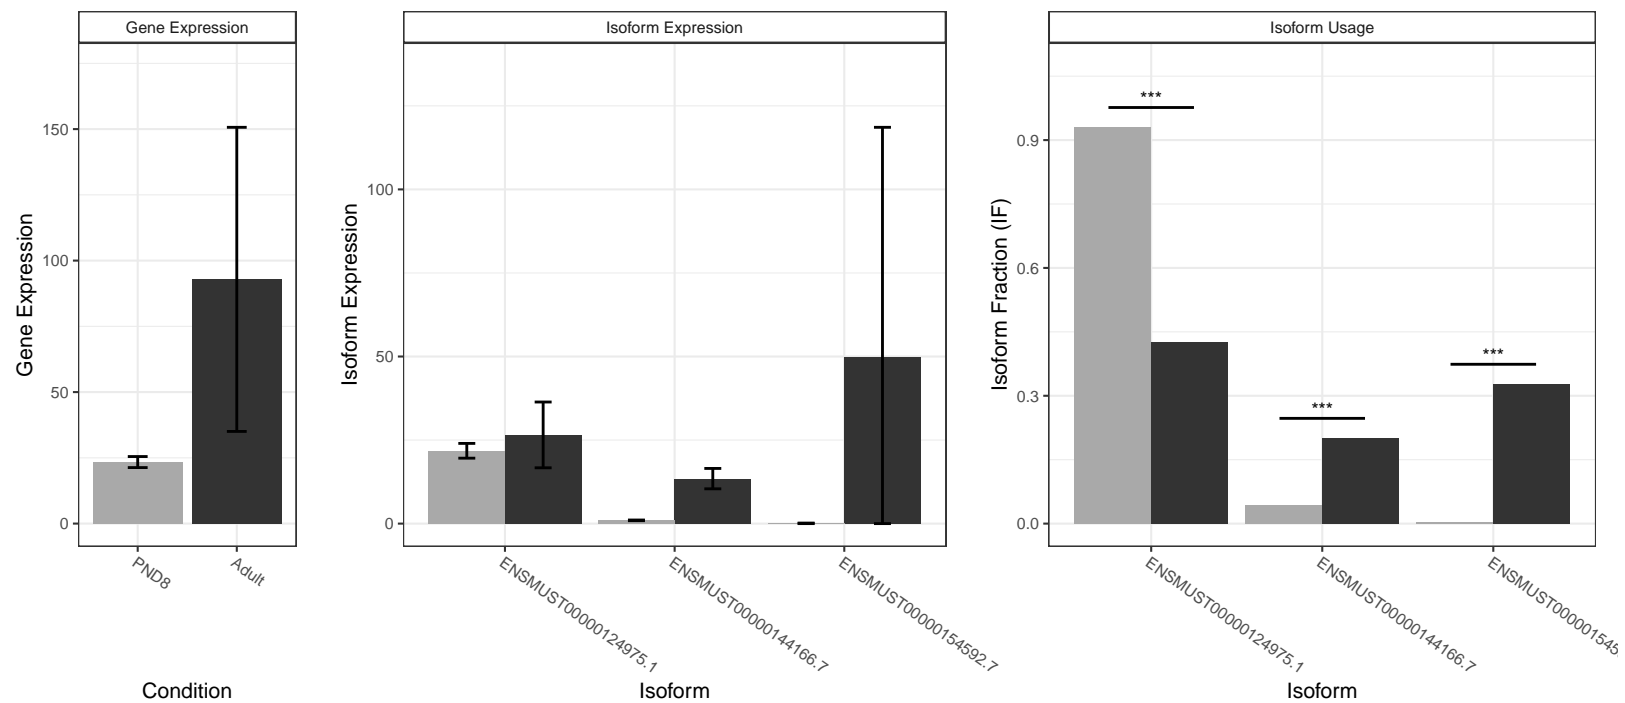 Gene Expression
Isoform Expression
Isoform Usage
Gene Expression
150
100
50
0
PND8
Adult
Condition
Isoform Expression
100
50
0
ENSMUST00000124975.1
ENSMUST00000144166.7
ENSMUST00000154592.7
Isoform
Isoform Fraction (IF)
0.9
0.6
0.3
0.0
***
***
***
ENSMUST00000124975.1
ENSMUST00000144166.7
ENSMUST000001545
Isoform